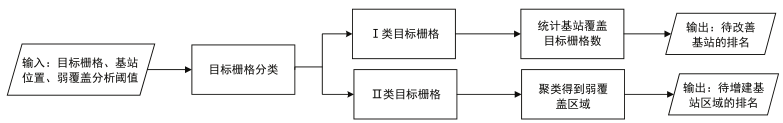 输入：目标栅格、基站
位置、弱覆盖分析阈值
目标栅格分类
Ⅰ类目标栅格
统计基站覆盖
目标栅格数
输出：待改善
基站的排名
Ⅱ类目标栅格
聚类得到弱覆
盖区域
输出：待增建基
站区域的排名